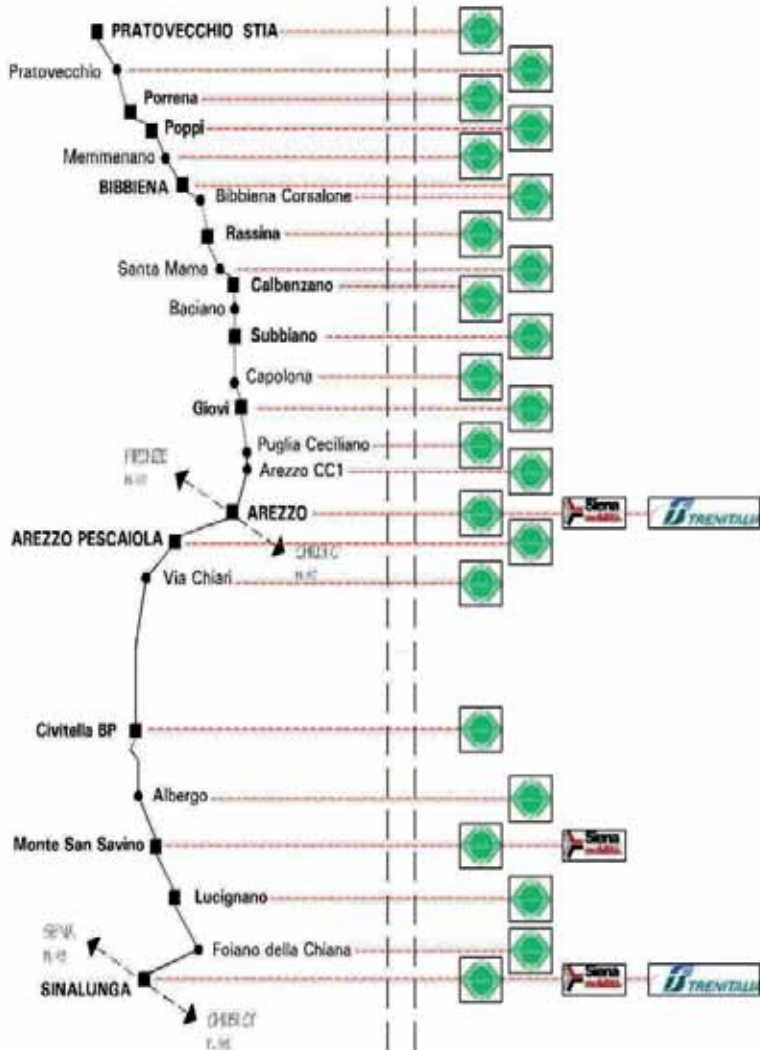 PRATOVECCHIO STIA
Pratovecchio
Porrena
Poppi
Memmenano
BIBBIENA
Bibbiena Corsalone
Rassina
Santa Mama
Calbenzano
Baciano
Subbiano
Capolona
Giovi
Puglia Ceciliano
Arezzo CC1
AREZZO
Siena
TRENITALIA
AREZZO PESCAIOLA
Via Chiari
Civitella BP
Albergo
Monte San Savino
Siena
Lucignano
Foiano della Chiana
SINALUNGA
Siena
TRENITALIA